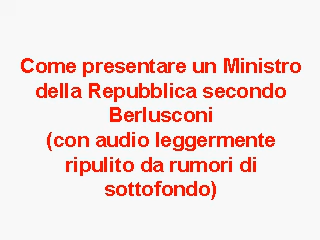 Come presentare un Ministro
della Repubblica secondo
Berlusconi
(con audio leggermente
ripulito da rumori di
sottofondo)